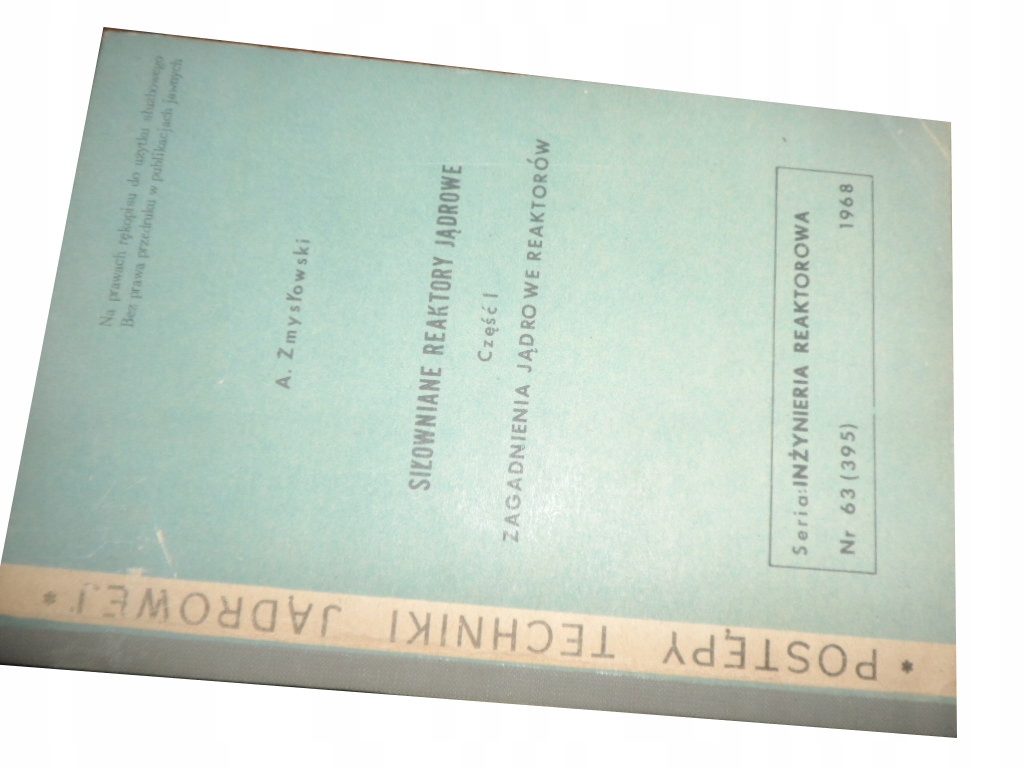 Na prawach rękopisu do użytku służbowego
Bez prawa przedruku w publikacjach jawnych
A. Zmysłowski
SIŁOWNIANE REAKTORY JĄDROWE
Część I
ZAGADNIENIA JĄDROWE REAKTORÓW
Seria: INŻYNIERIA REAKTOROWA
Nr 63 (395) 1968
* POSTĘPY TECHNIKI JĄDROWEJ *